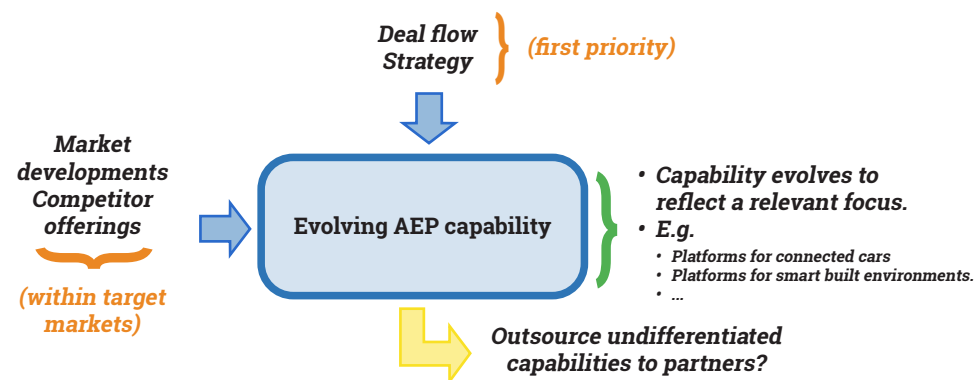 Deal flow
Strategy
(first priority)
Market
developments
Competitor
offerings
(within target
markets)
Evolving AEP capability
• Capability evolves to
reflect a relevant focus.
• E.g.
• Platforms for connected cars
• Platforms for smart built environments.
• ...
Outsource undifferentiated
capabilities to partners?